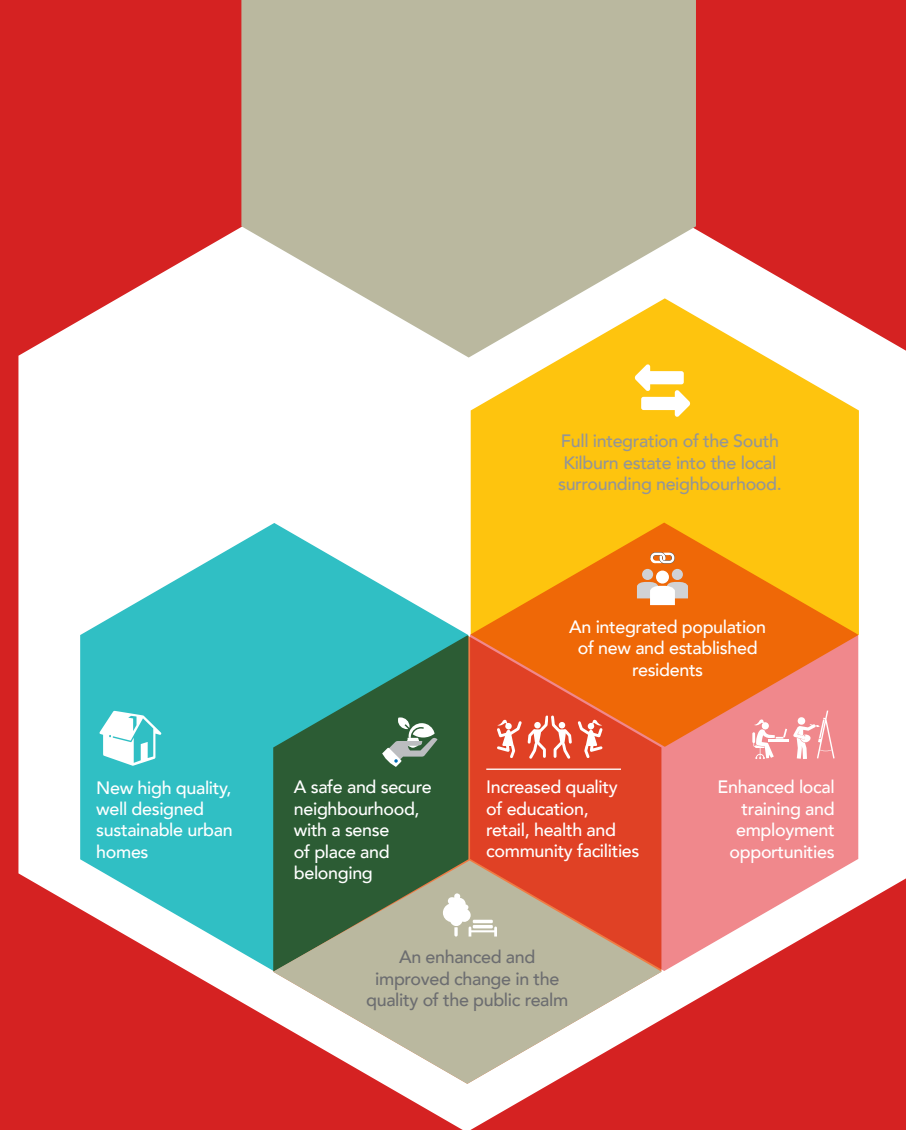 Full integration of the South
Kilburn estate into the local
surrounding neighbourhood.
An integrated population
of new and established
residents
New high quality,
well designed
sustainable urban
homes
A safe and secure
neighbourhood,
with a sense
of place and
belonging
Increased quality
of education,
retail, health and
community facilities
Enhanced local
training and
employment
opportunities
An enhanced and
improved change in the
quality of the public realm